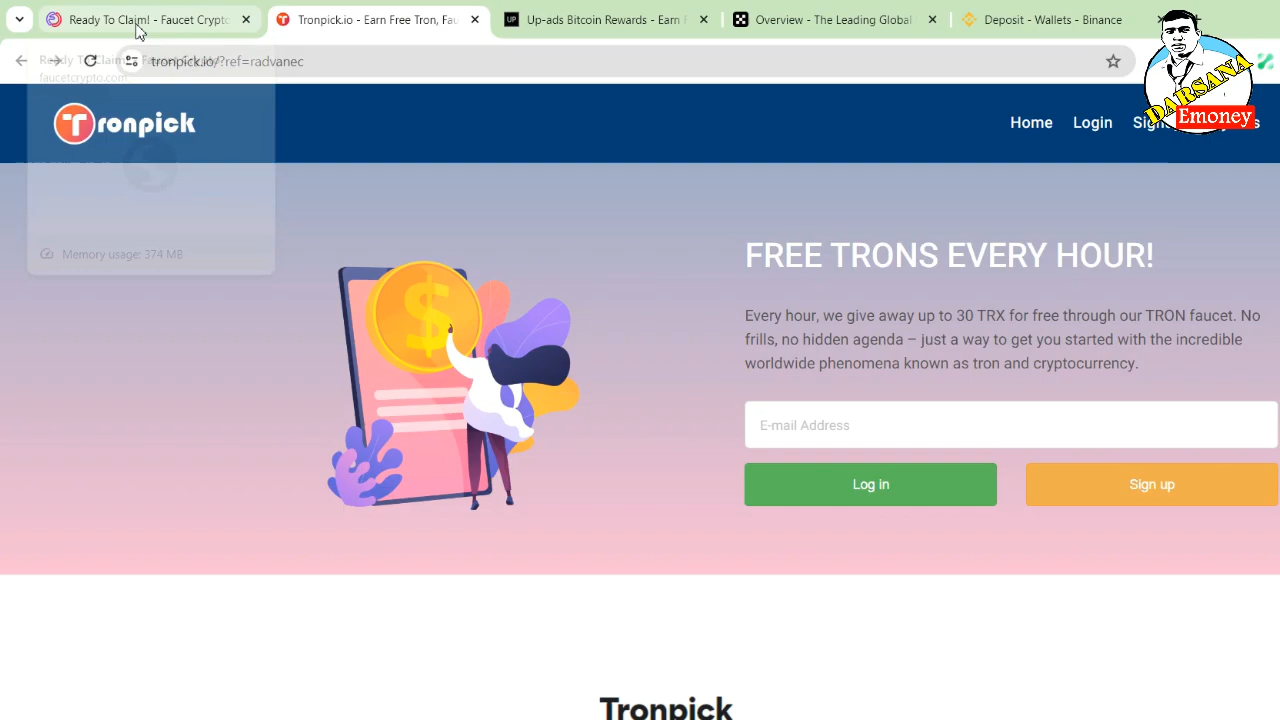 Ready To Claim! - Faucet Crypto
Tronpick.io - Earn Free Tron, Fau
Up-ads Bitcoin Rewards - Earn F
Overview - The Leading Global
Deposit - Wallets - Binance
tronpick.io/?ref=radvanec
faucetcrypto.com
Memory usage: 374 MB
DARSANA
Emoney
Tronpick
Home
Login
FREE TRONS EVERY HOUR!
Every hour, we give away up to 30 TRX for free through our TRON faucet. No
frills, no hidden agenda – just a way to get you started with the incredible
worldwide phenomena known as tron and cryptocurrency.
E-mail Address
Log in
Sign up
Tronpick